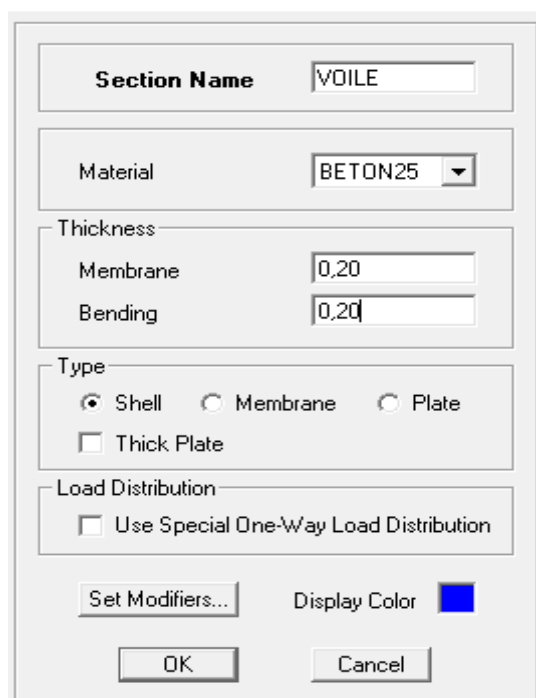 Section Name VOILE
Material BETON25
Thickness
Membrane 0,20
Bending 0,20
Type
Shell Membrane Plate
Thick Plate
Load Distribution
Use Special One-Way Load Distribution
Set Modifiers... Display Color
OK Cancel